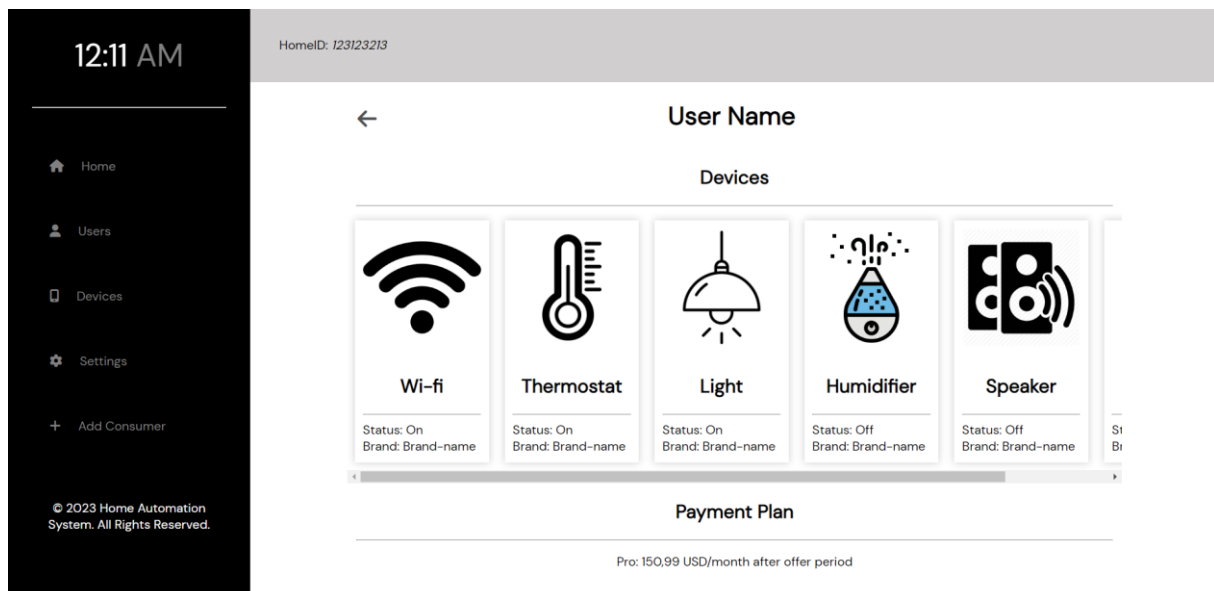 12:11 AM
Home
Users
Devices
Settings
+ Add Consumer
© 2023 Home Automation
System. All Rights Reserved.
HomeID: 123123213
User Name
Devices
Wi-fi
Status: On
Brand: Brand-name
Thermostat
Status: On
Brand: Brand-name
Light
Status: On
Brand: Brand-name
Humidifier
Status: Off
Brand: Brand-name
Speaker
Status: Off
Brand: Brand-name
Payment Plan
Pro: 150,99 USD/month after offer period